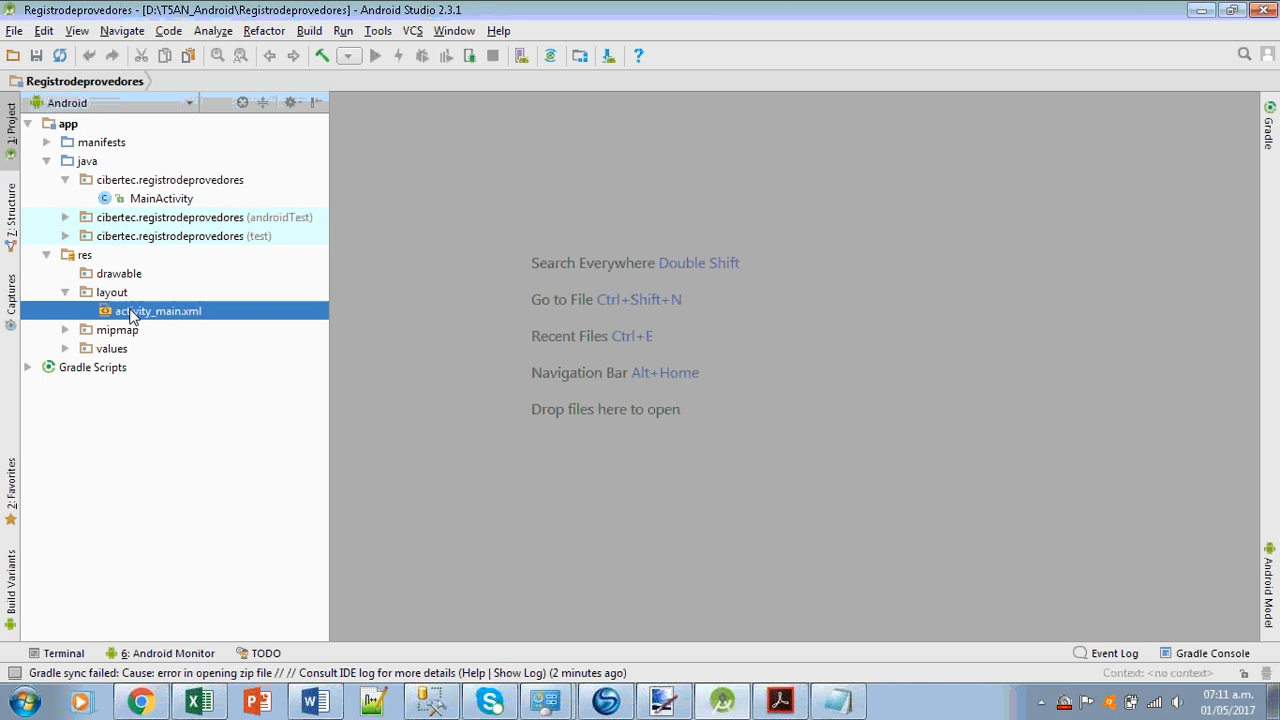 Registrodeprovedores - [D:\T5AN_Android\Registrodeprovedores] - Android Studio 2.3.1
File Edit View Navigate Code Analyze Refactor Build Run Tools VCS Window Help
Registrodeprovedores
Android
1: Project
7: Structure
Captures
2: Favorites
Build Variants
app
manifests
java
cibertec.registrodeprovedores
MainActivity
cibertec.registrodeprovedores (androidTest)
cibertec.registrodeprovedores (test)
res
drawable
layout
activity_main.xml
mipmap
values
Gradle Scripts
Search Everywhere Double Shift
Go to File Ctrl+Shift+N
Recent Files Ctrl+E
Navigation Bar Alt+Home
Drop files here to open
Gradle
Android Model
Terminal 6: Android Monitor TODO Event Log Gradle Console
Gradle sync failed: Cause: error in opening zip file // // Consult IDE log for more details (Help | Show Log) (2 minutes ago) Context: <no context>
07:11 a.m.
01/05/2017